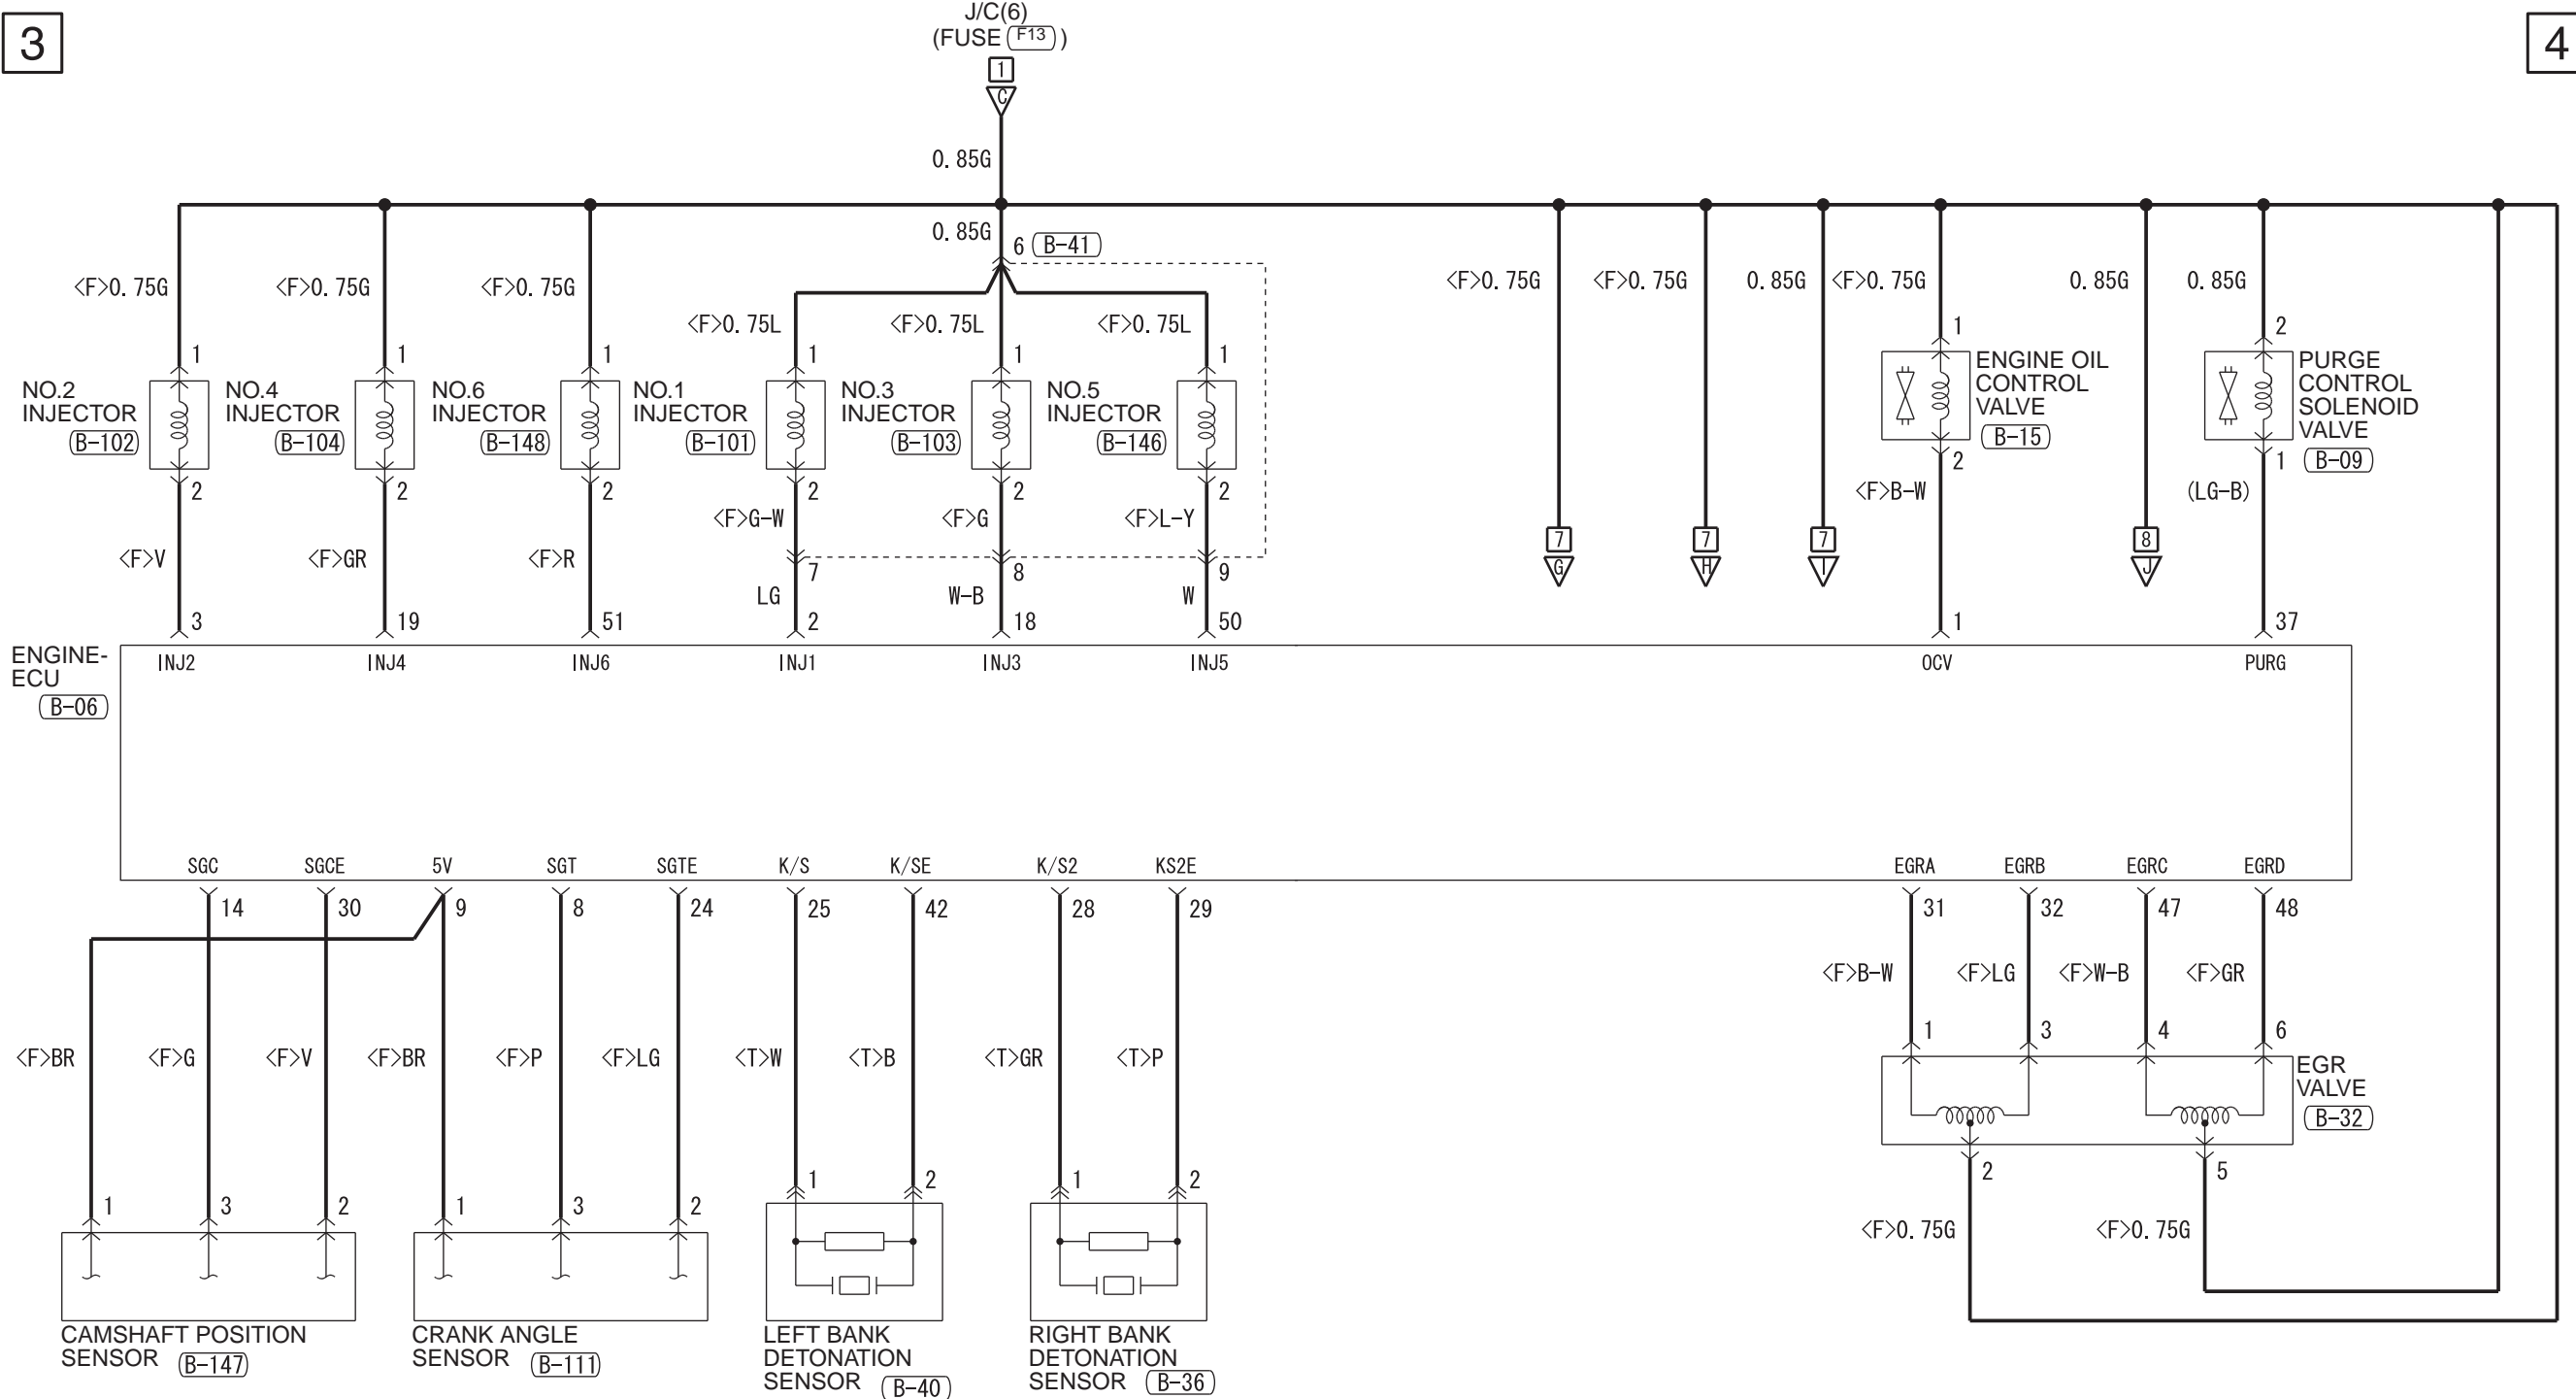 3
4
J/C(6)
(FUSE F13 )
1
C
0.85G
0.85G
6 B-41
<F>0.75G
<F>0.75G
<F>0.75G
<F>0.75L
<F>0.75L
<F>0.75L
<F>0.75G
<F>0.75G
0.85G
<F>0.75G
0.85G
0.85G
1
1
1
1
1
1
1
2
NO.2
INJECTOR
B-102
NO.4
INJECTOR
B-104
NO.6
INJECTOR
B-148
NO.1
INJECTOR
B-101
NO.3
INJECTOR
B-103
NO.5
INJECTOR
B-146
ENGINE OIL
CONTROL
VALVE
B-15
PURGE
CONTROL
SOLENOID
VALVE
B-09
2
2
2
2
2
2
2
1
<F>V
<F>GR
<F>R
<F>G-W
<F>G
<F>L-Y
<F>B-W
(LG-B)
7
8
9
LG
W-B
W
7
G
7
H
7
I
8
J
3
19
51
2
18
50
1
37
ENGINE-
ECU
B-06
INJ2
INJ4
INJ6
INJ1
INJ3
INJ5
OCV
PURG
SGC
SGCE
5V
SGT
SGTE
K/S
K/SE
K/S2
KS2E
EGRA
EGRB
EGRC
EGRD
14
30
9
8
24
25
42
28
29
31
32
47
48
<F>B-W
<F>LG
<F>W-B
<F>GR
<F>BR
<F>G
<F>V
<F>BR
<F>P
<F>LG
<T>W
<T>B
<T>GR
<T>P
1
3
4
6
EGR
VALVE
B-32
2
5
<F>0.75G
<F>0.75G
1
3
2
1
3
2
1
2
1
2
CAMSHAFT POSITION
SENSOR B-147
CRANK ANGLE
SENSOR B-111
LEFT BANK
DETONATION
SENSOR B-40
RIGHT BANK
DETONATION
SENSOR B-36